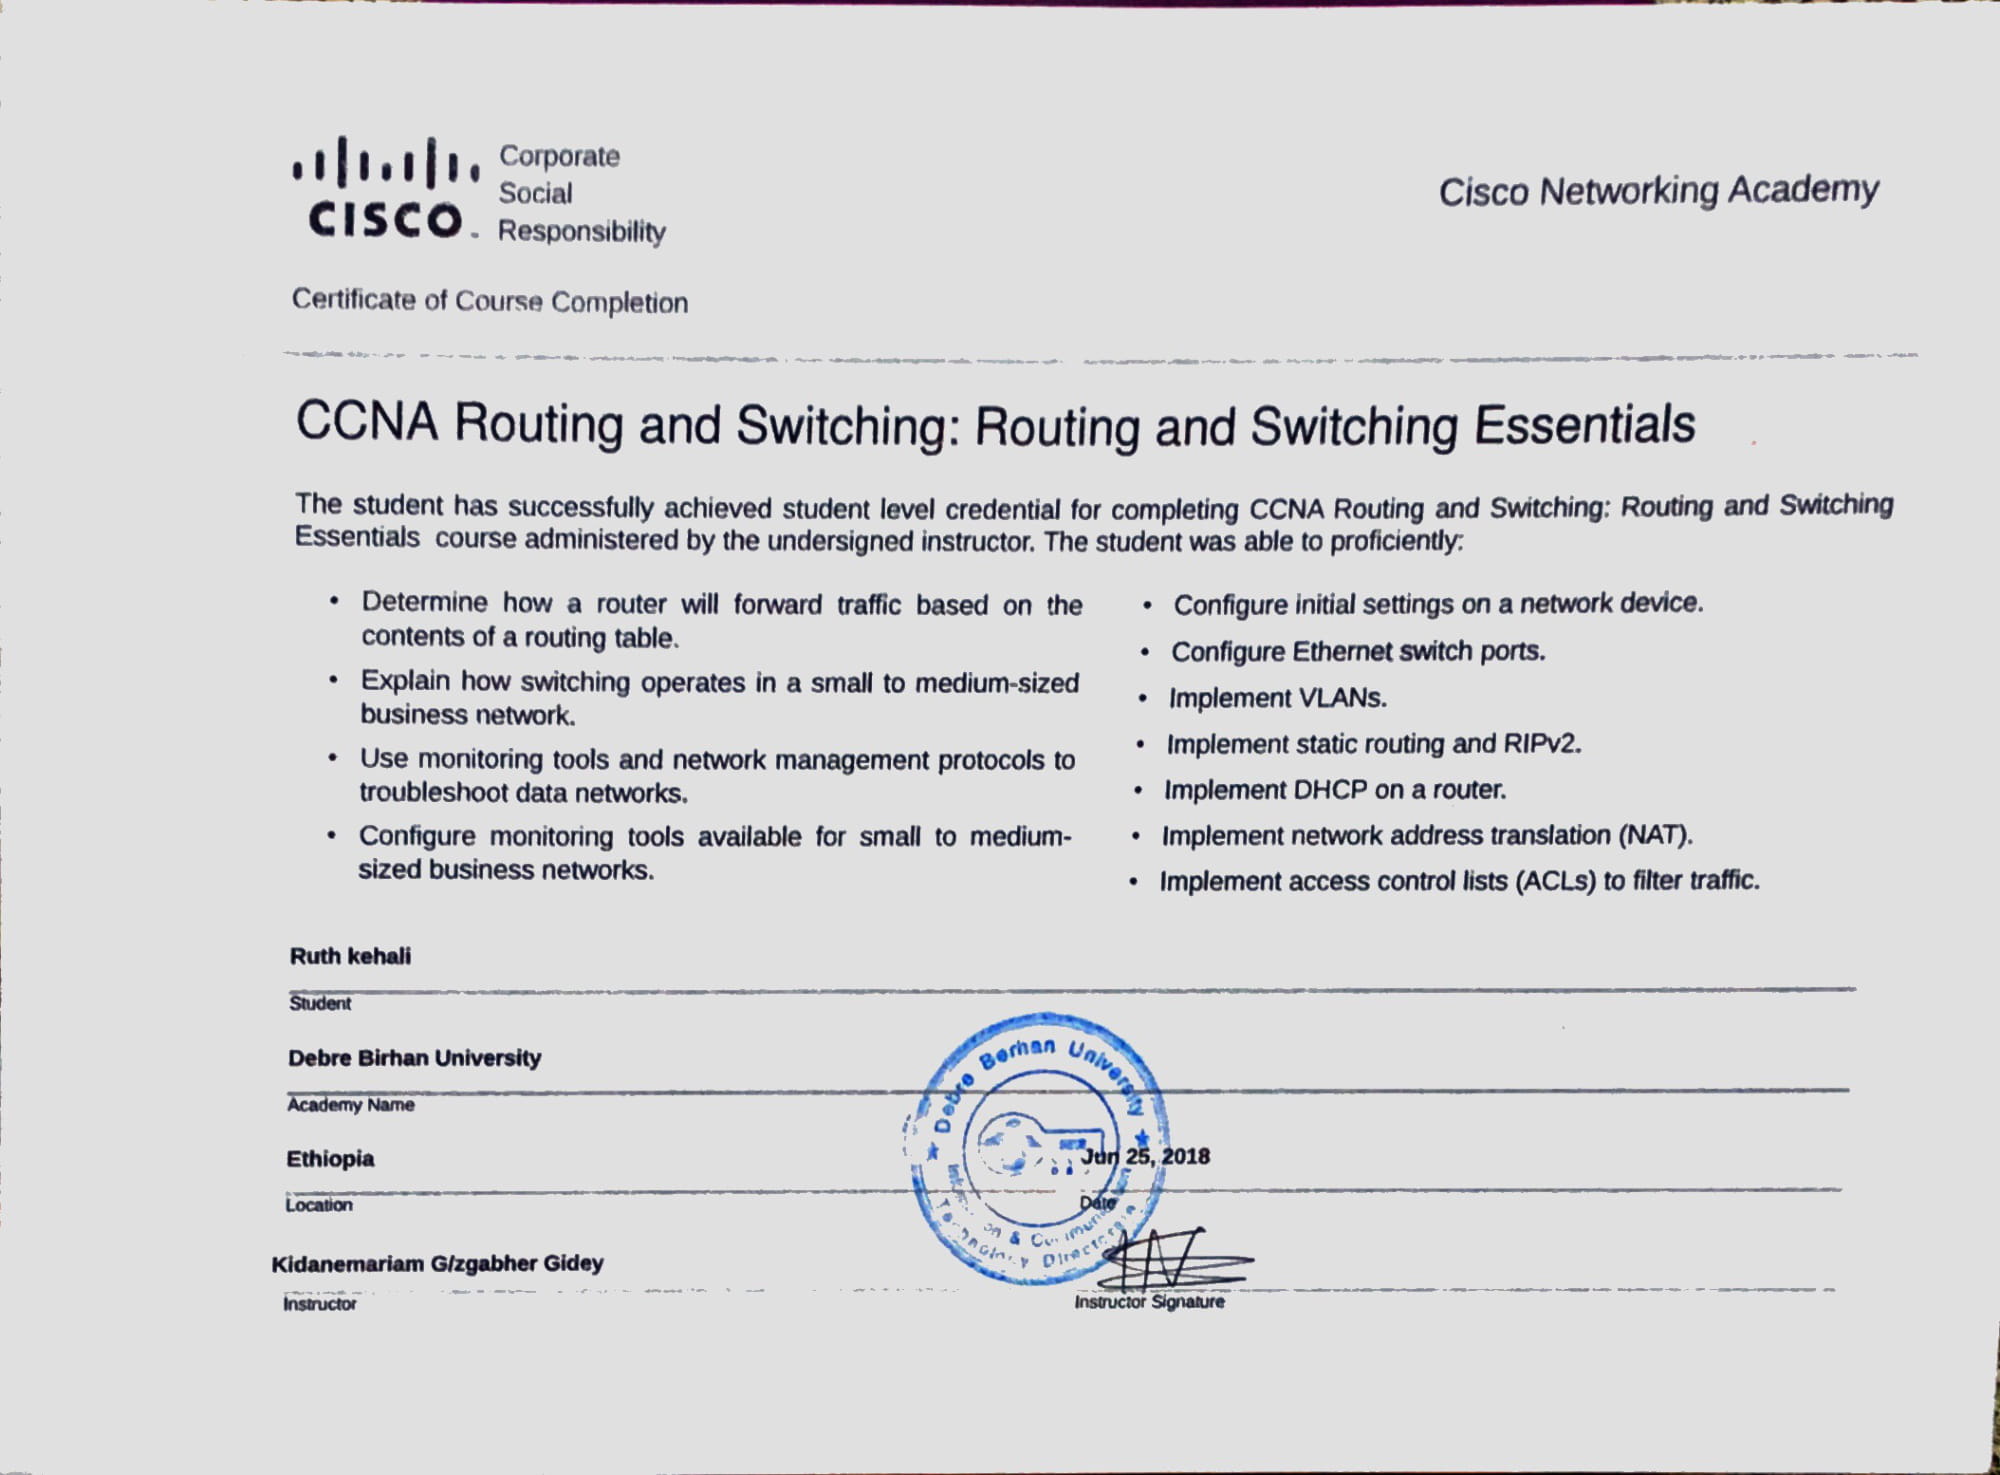 CISCO
Corporate
Social
Responsibility
Cisco Networking Academy
Certificate of Course Completion
CCNA Routing and Switching: Routing and Switching Essentials
The student has successfully achieved student level credential for completing CCNA Routing and Switching: Routing and Switching
Essentials course administered by the undersigned instructor. The student was able to proficiently:
• Determine how a router will forward traffic based on the
contents of a routing table.
• Explain how switching operates in a small to medium-sized
business network.
• Use monitoring tools and network management protocols to
troubleshoot data networks.
• Configure monitoring tools available for small to medium-
sized business networks.
• Configure initial settings on a network device.
• Configure Ethernet switch ports.
• Implement VLANs.
• Implement static routing and RIPv2.
• Implement DHCP on a router.
• Implement network address translation (NAT).
• Implement access control lists (ACLs) to filter traffic.
Ruth kehali
Student
Debre Birhan University
Academy Name
Ethiopia
Location
Jun 25, 2018
Date
Kidanemariam G/zgabher Gidey
Instructor
Instructor Signature
Debre Berhan University
&